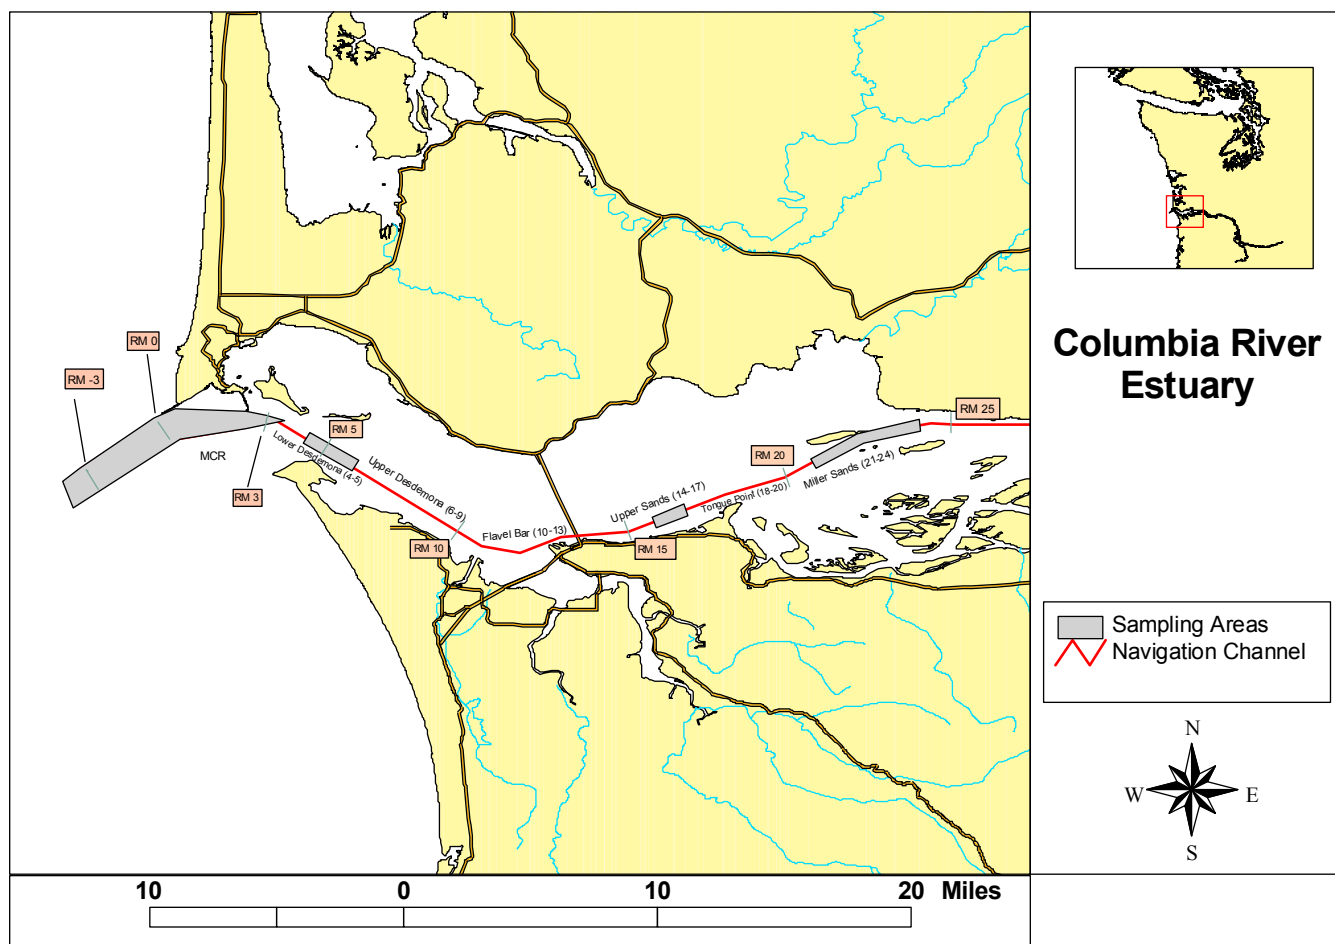 RM 0
RM -3
MCR
RM 3
RM 5
Lower Desdemona (4-5)
Upper Desdemona (6-9)
RM 10
Flavel Bar (10-13)
Upper Sands (14-17)
RM 15
Tongue Point (18-20)
RM 20
Miller Sands (21-24)
RM 25
Columbia River
Estuary
Sampling Areas
Navigation Channel
N
W
E
S
10 0 10 20 Miles